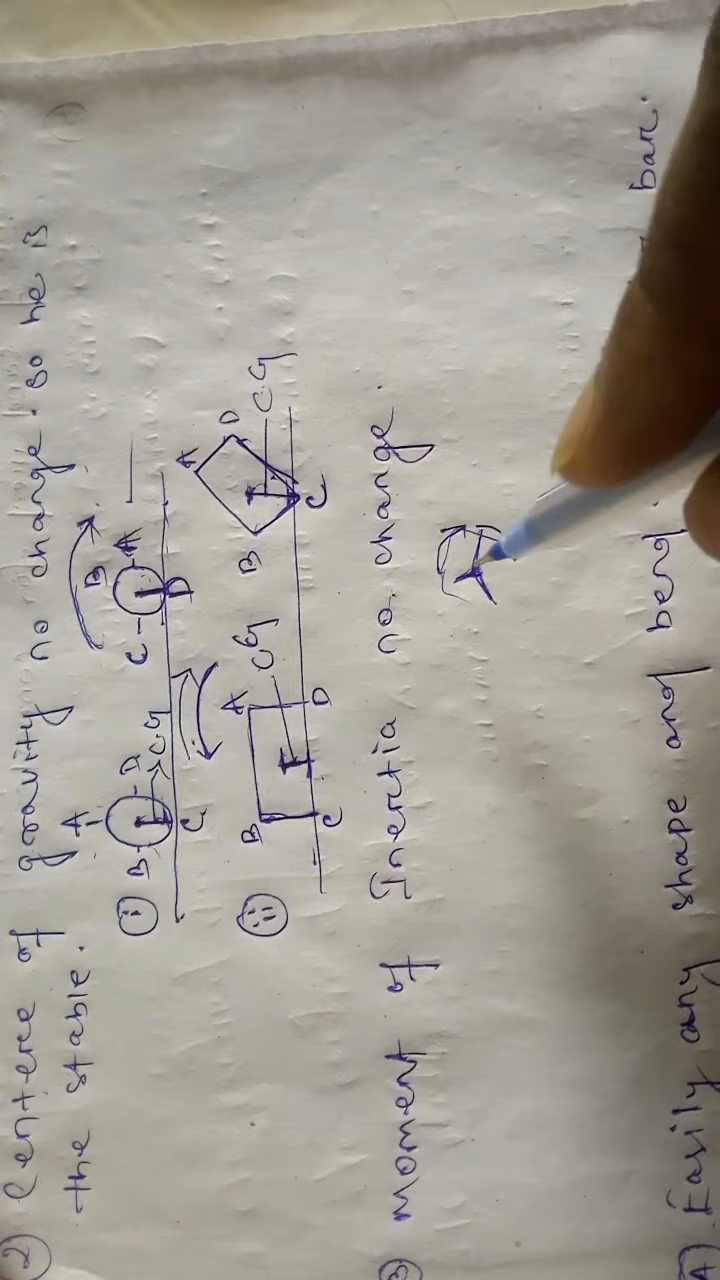 2) Centere of gravity no change. so he is
the stable.
A
B
D
CG
C
B
C
A
D
i
ii
B
A
CG
C
D
A
D
B
CG
C
3) moment of Inertia no change.
4) Easily any shape and bend.
bar.